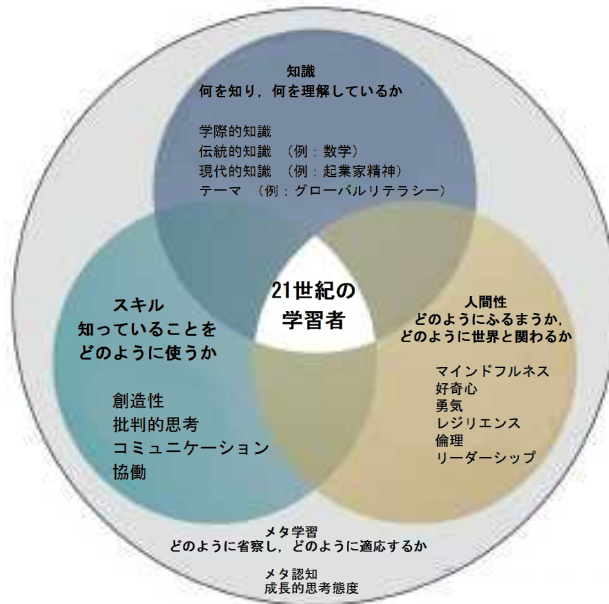 知識
何を知り，何を理解しているか
学際的知識
伝統的知識 （例：数学）
現代的知識 （例：起業家精神）
テーマ （例：グローバルリテラシー）
21世紀の
学習者
スキル
知っていることを
どのように使うか
創造性
批判的思考
コミュニケーション
協働
人間性
どのようにふるまうか，
どのように世界と関わるか
マインドフルネス
好奇心
勇気
レジリエンス
倫理
リーダーシップ
メタ学習
どのように省察し，どのように適応するか
メタ認知
成長的思考態度